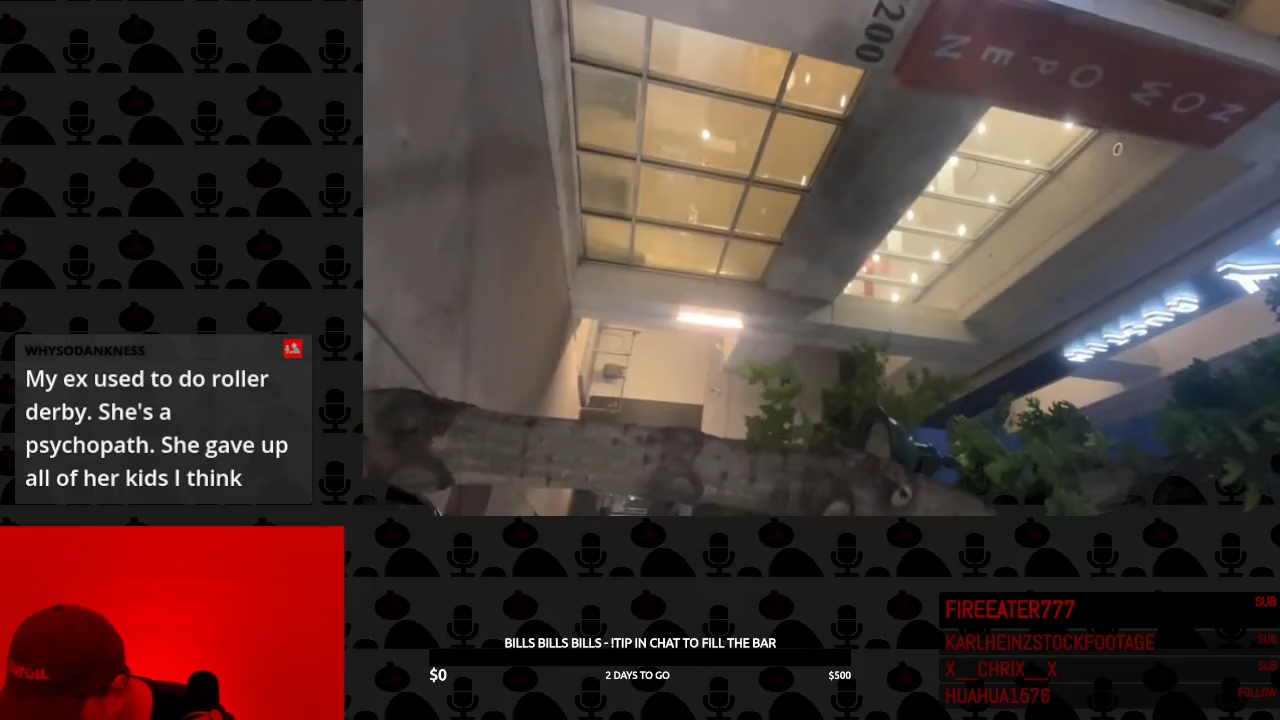 200
NOW OPEN
WHYSODANKNESS
My ex used to do roller
derby. She's a
psychopath. She gave up
all of her kids I think
BILLS BILLS BILLS - !TIP IN CHAT TO FILL THE BAR
$0
2 DAYS TO GO
$500
FIREEATER777 SUB
KARLHEINZSTOCKFOOTAGE SUB
X__CHRIX__X SUB
HUAHUA1576 FOLLOW